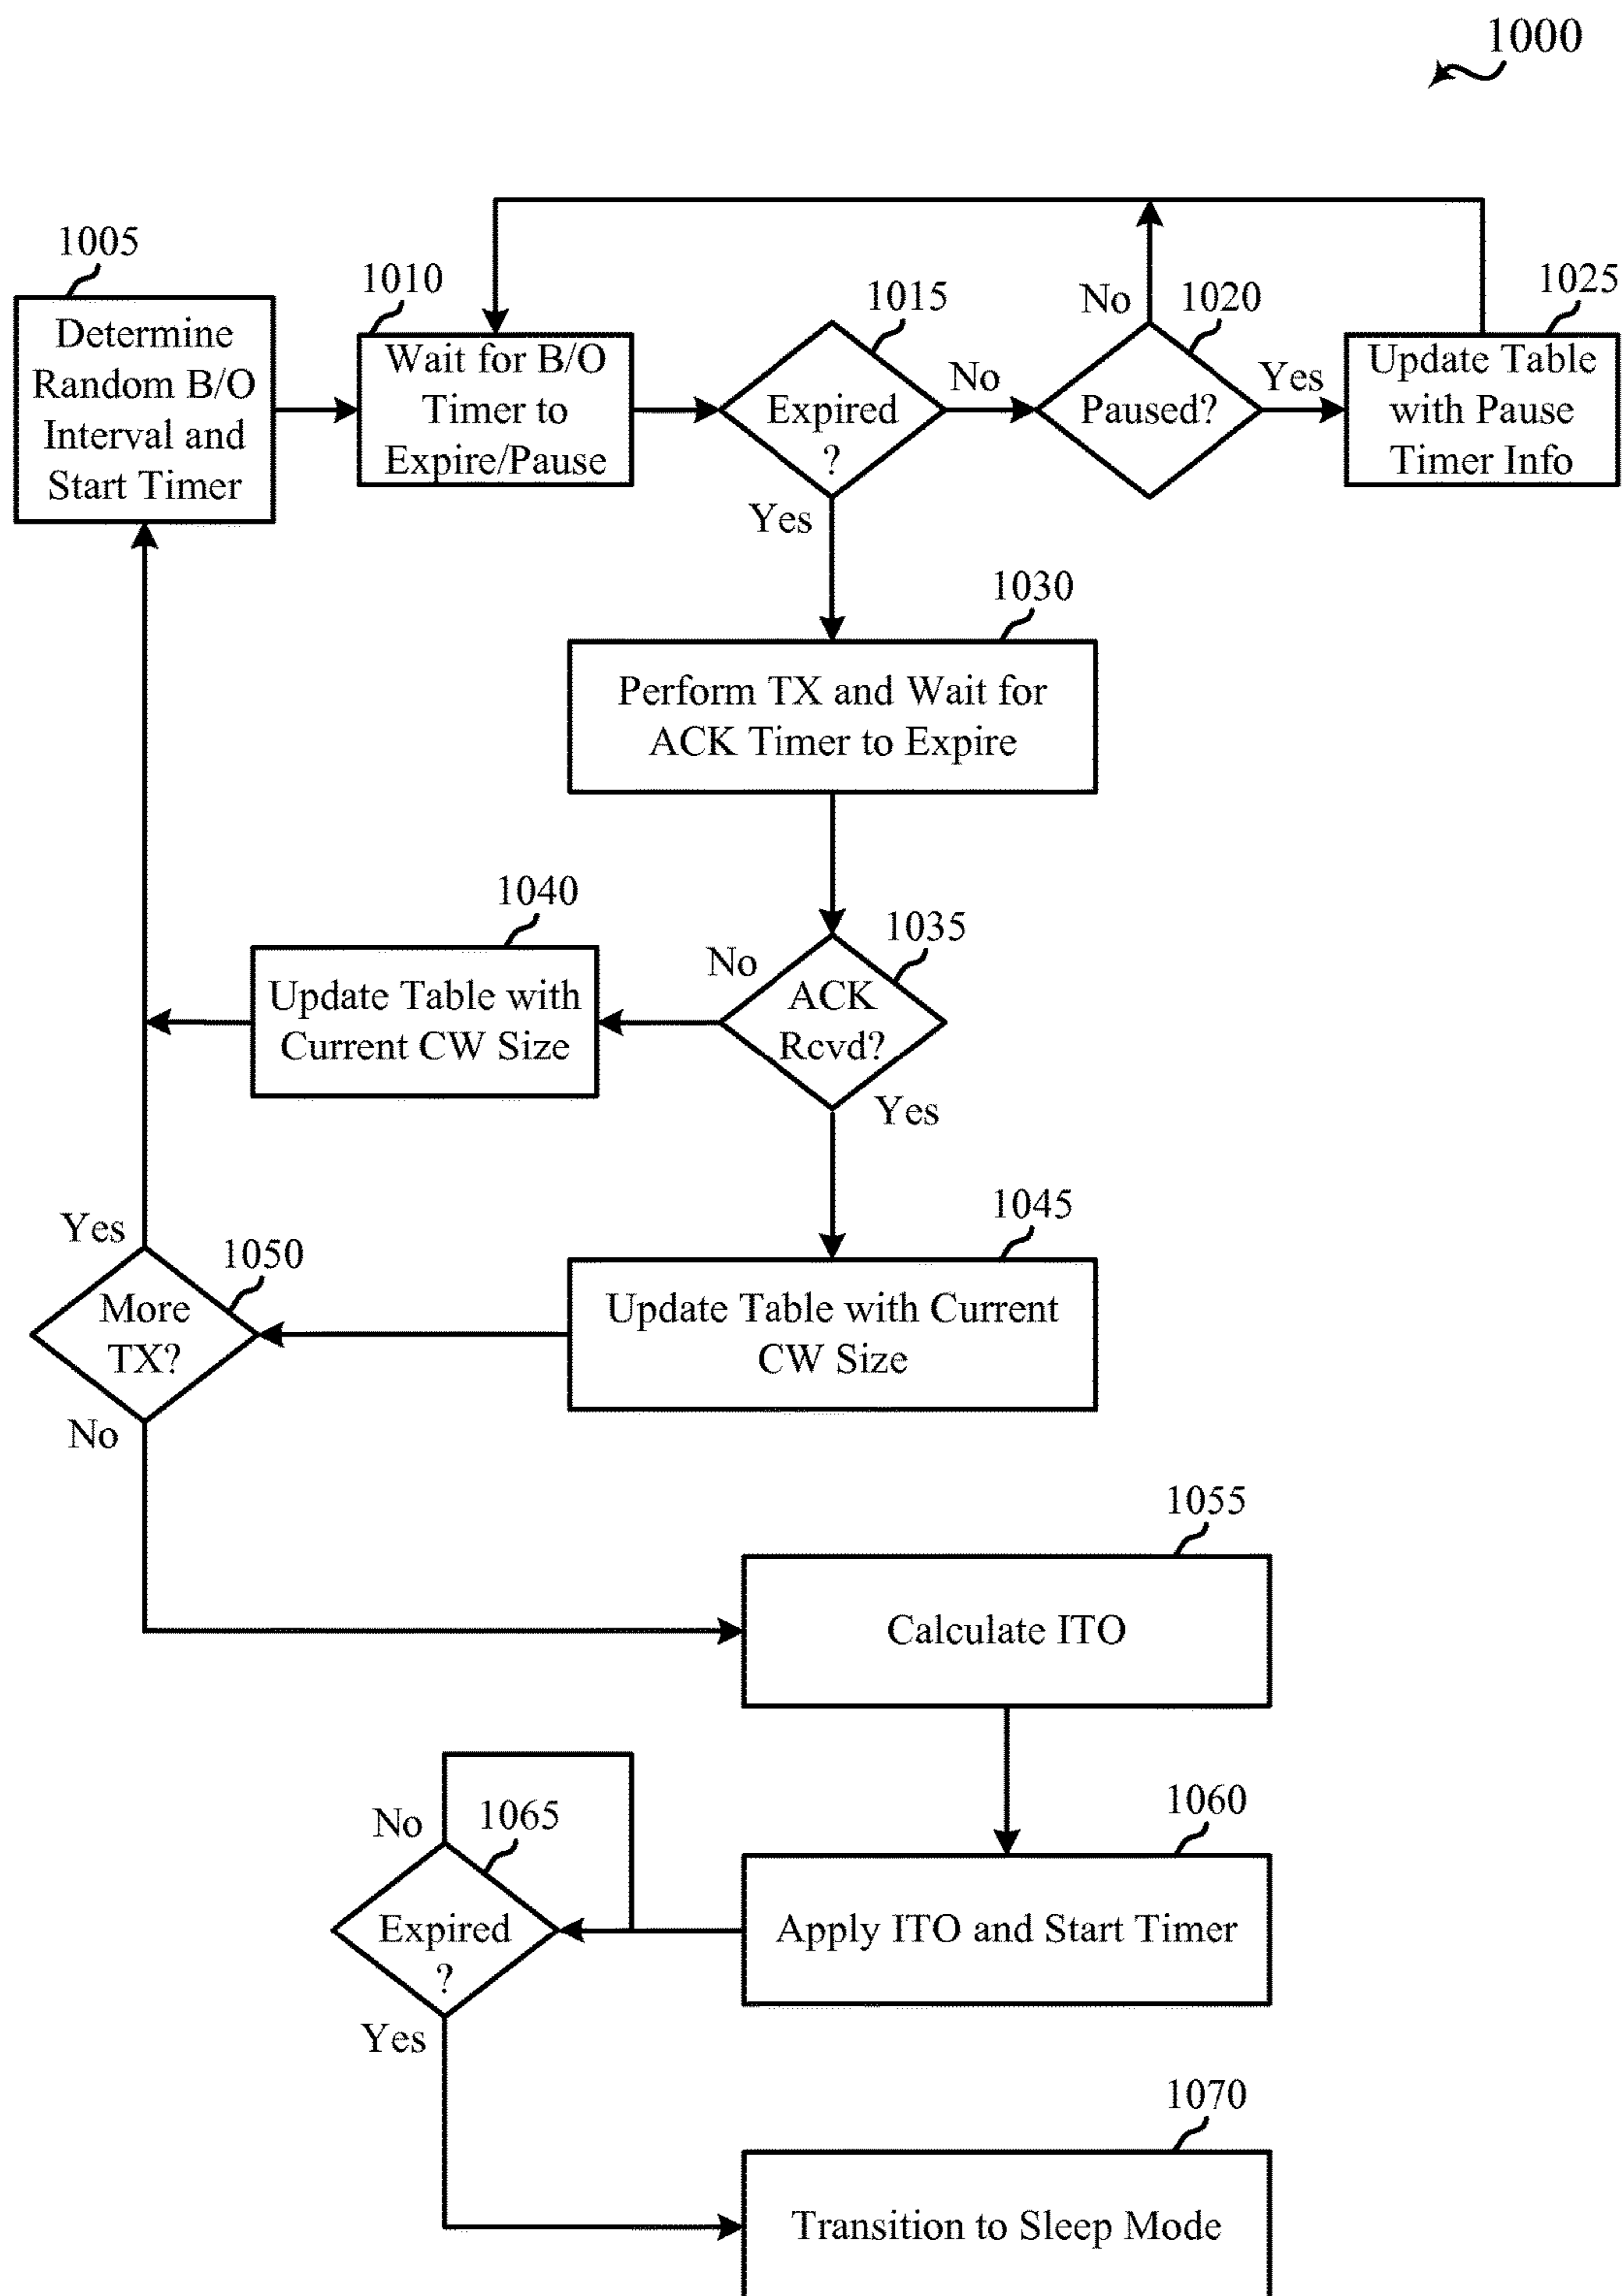 1000
1005
Determine
Random B/O
Interval and
Start Timer
1010
Wait for B/O
Timer to
Expire/Pause
1015
Expired
?
No
Yes
1020
Paused?
No
Yes
1025
Update Table
with Pause
Timer Info
1030
Perform TX and Wait for
ACK Timer to Expire
1035
ACK
Rcvd?
No
Yes
1040
Update Table with
Current CW Size
1045
Update Table with Current
CW Size
1050
More
TX?
Yes
No
1055
Calculate ITO
1060
Apply ITO and Start Timer
1065
Expired
?
No
Yes
1070
Transition to Sleep Mode